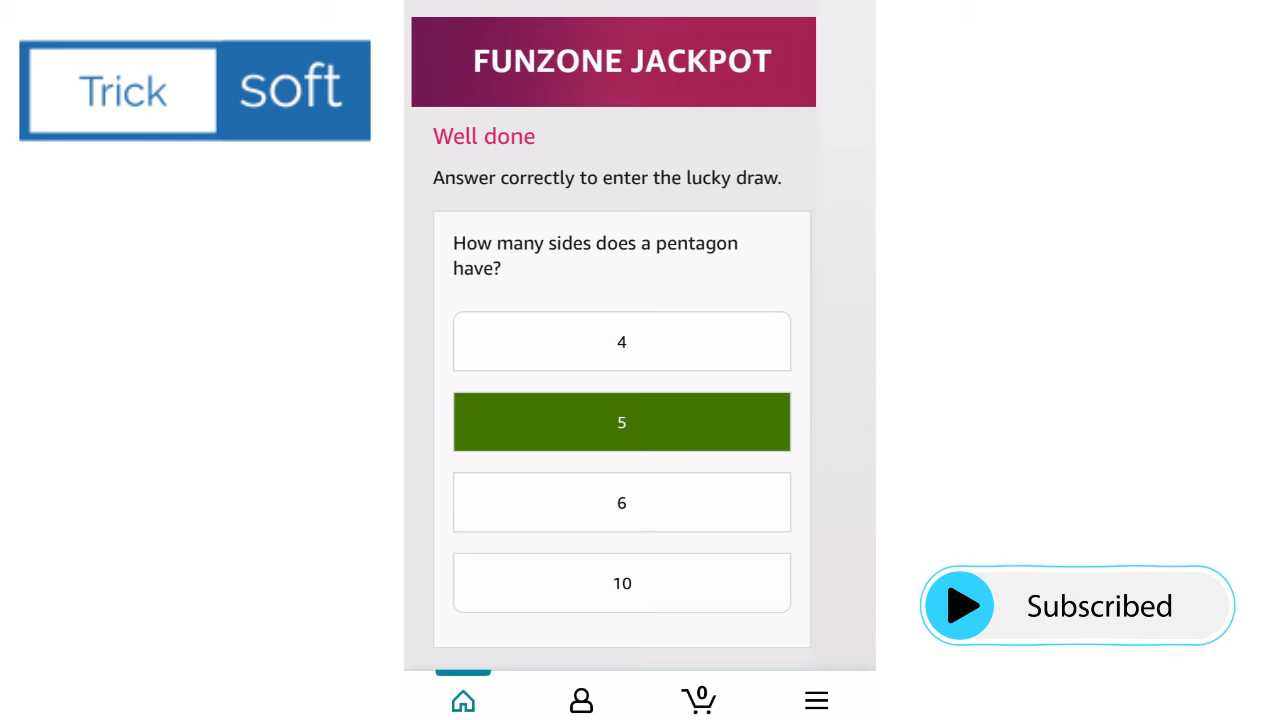 Trick soft
FUNZONE JACKPOT
Well done
Answer correctly to enter the lucky draw.
How many sides does a pentagon
have?
4
5
6
10
Subscribed
0